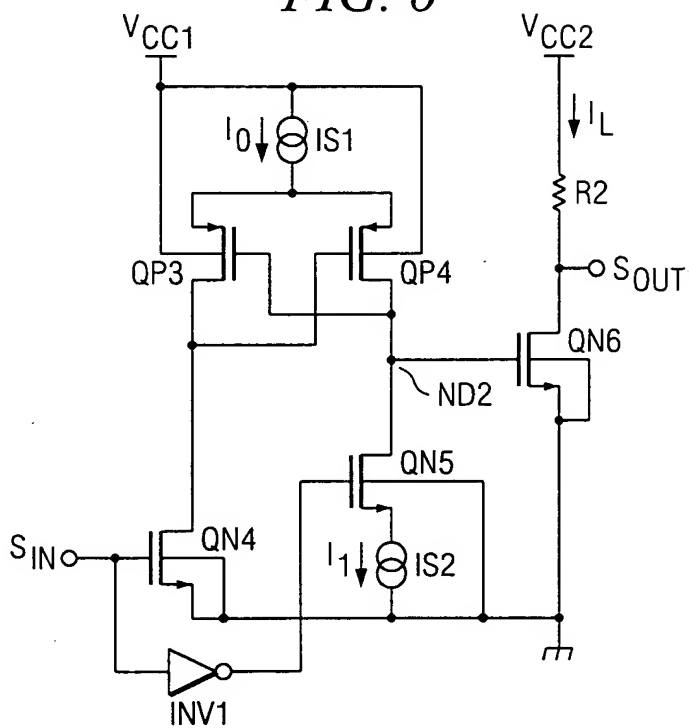 FIG. 6
VCC1
VCC2
I0
IS1
IL
R2
QP3
QP4
SOUT
QN6
ND2
QN5
SIN
QN4
I1
IS2
INV1